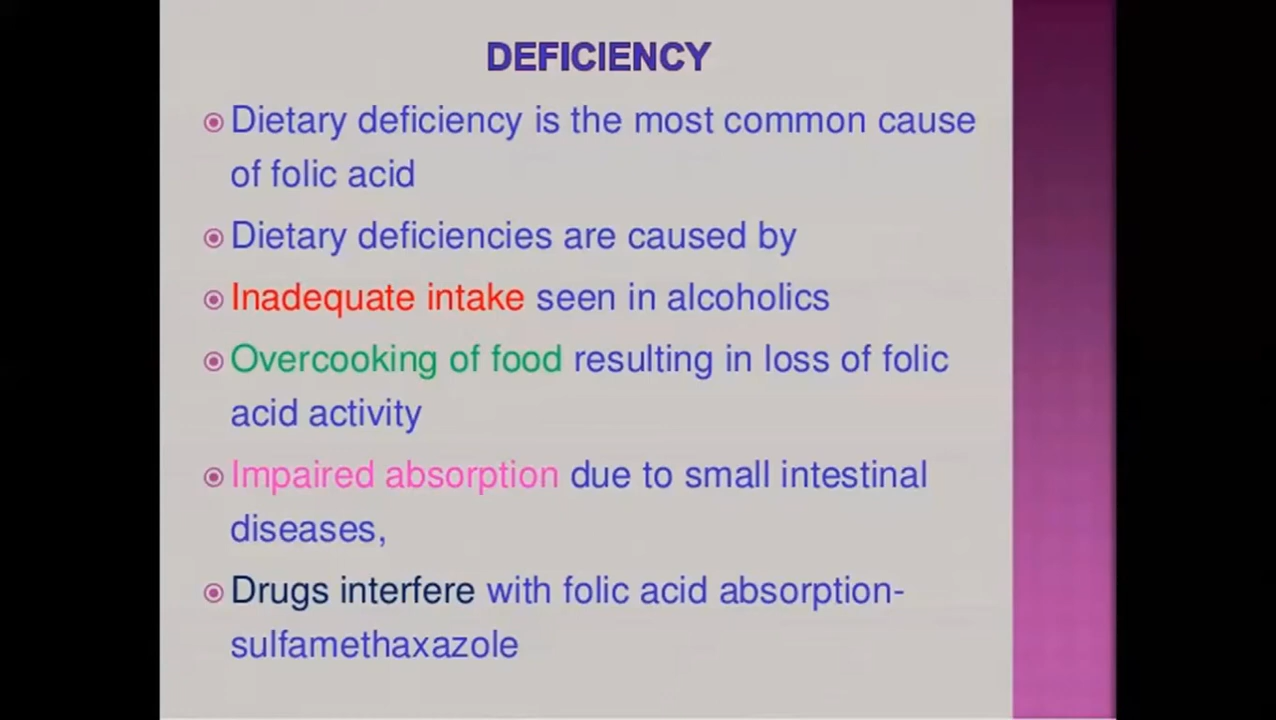 DEFICIENCY
Dietary deficiency is the most common cause
of folic acid
Dietary deficiencies are caused by
Inadequate intake seen in alcoholics
Overcooking of food resulting in loss of folic
acid activity
Impaired absorption due to small intestinal
diseases,
Drugs interfere with folic acid absorption-
sulfamethaxazole